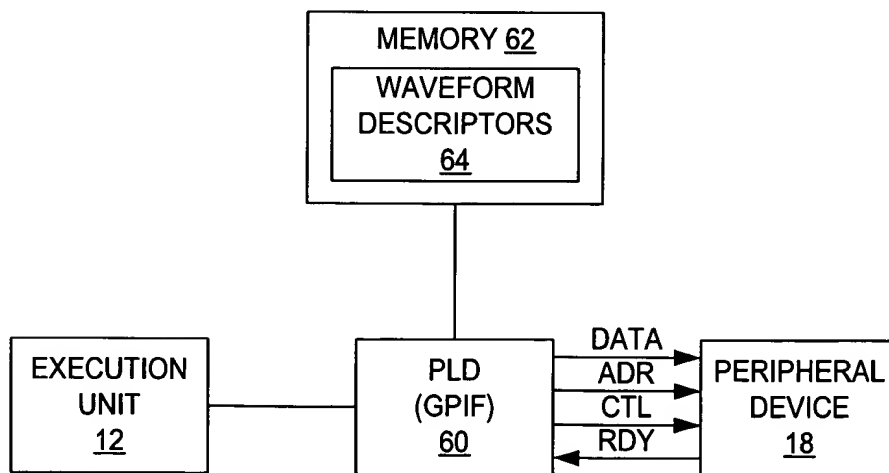 MEMORY 62
WAVEFORM
DESCRIPTORS
64
EXECUTION
UNIT
12
PLD
(GPIF)
60
DATA
ADR
CTL
RDY
PERIPHERAL
DEVICE
18